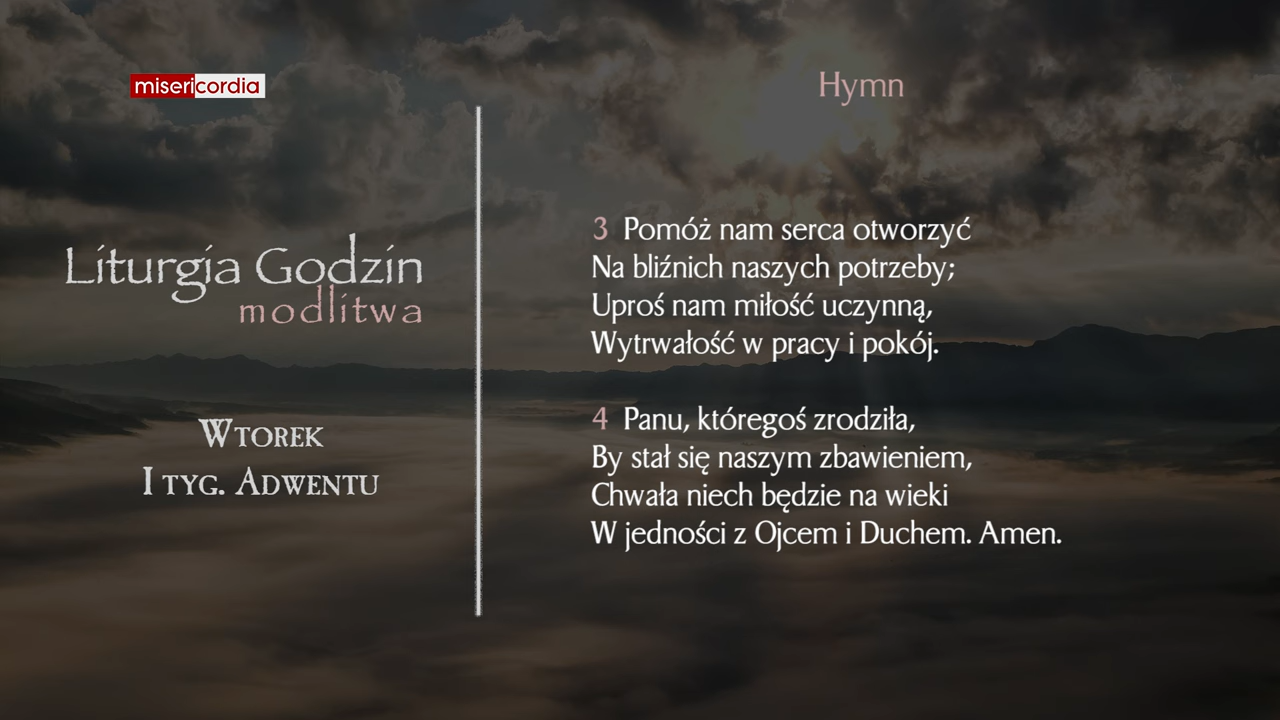 misericordia
Liturgia Godzin
modlitwa
Wtorek
I tyg. Adwentu
Hymn
3 Pomóż nam serca otworzyć
Na bliźnich naszych potrzeby;
Uproś nam miłość uczynną,
Wytrwałość w pracy i pokój.
4 Panu, któregoś zrodziła,
By stał się naszym zbawieniem,
Chwała niech będzie na wieki
W jedności z Ojcem i Duchem. Amen.